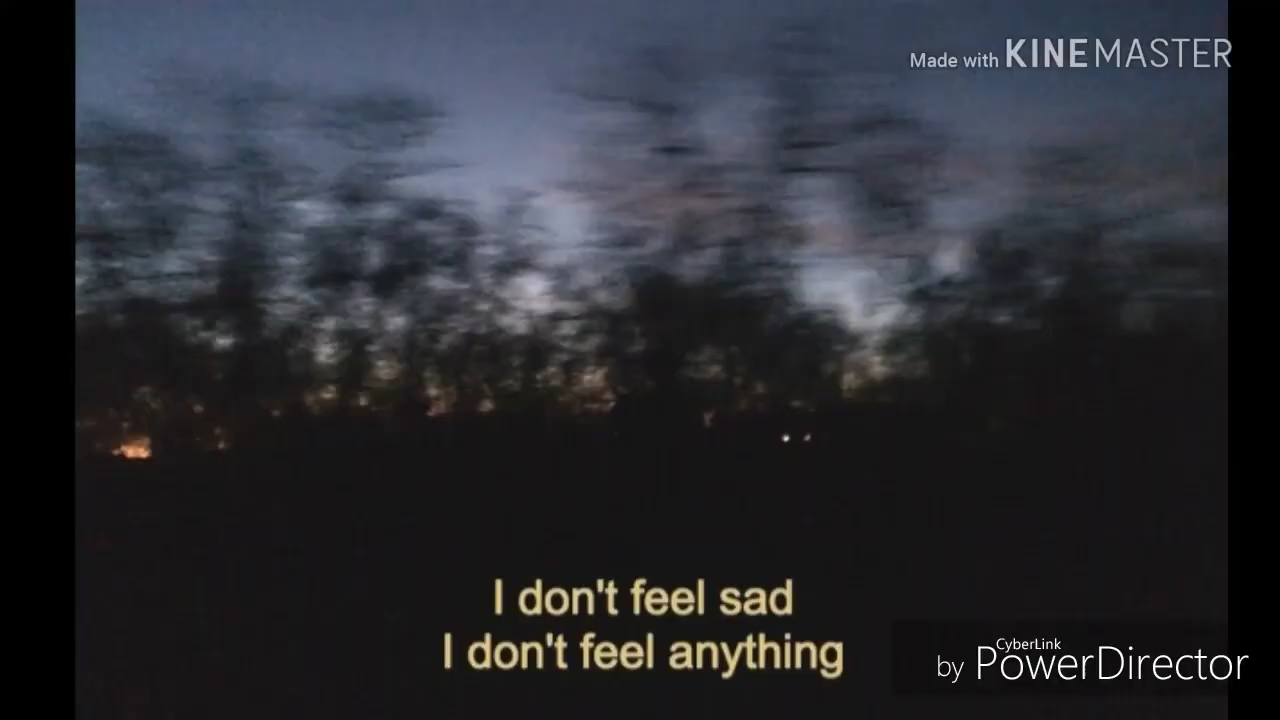 Made with KINEMASTER
I don't feel sad
I don't feel anything
CyberLink
by PowerDirector